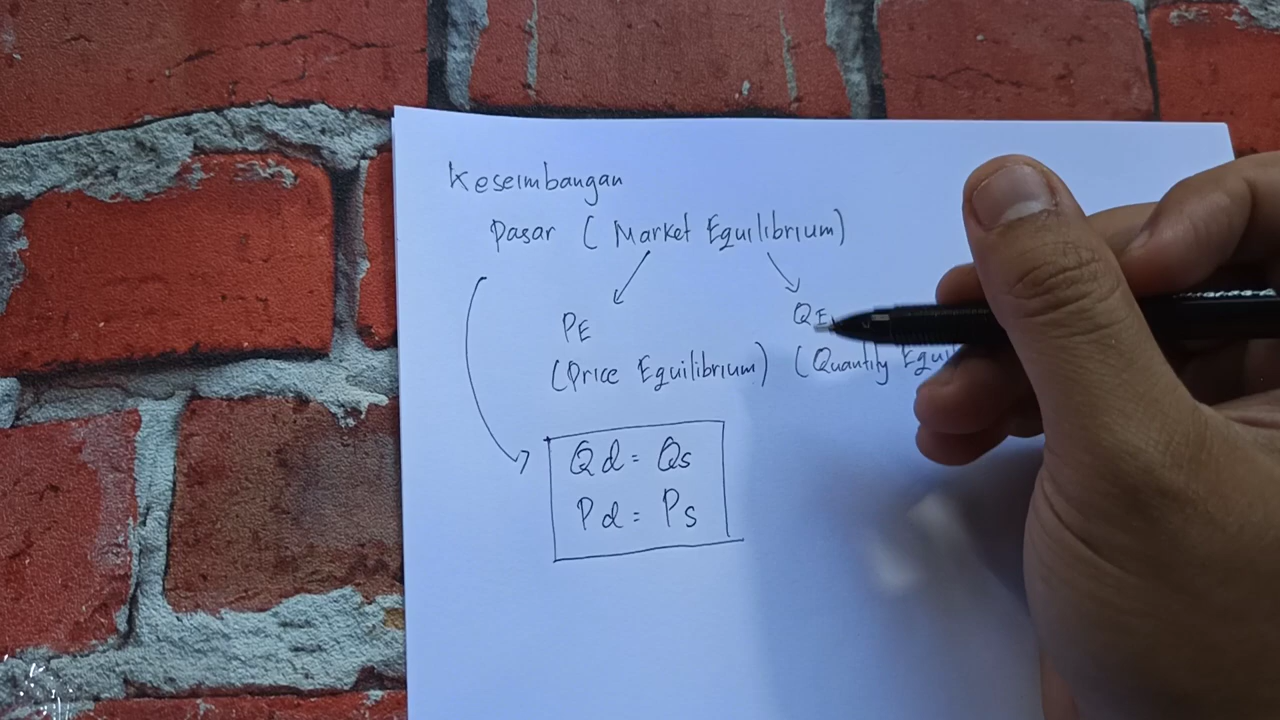 Keseimbangan
Pasar (Market Equilibrium)
PE
QE
(Price Equilibrium)
(Quantity
Qd = Qs
Pd = Ps